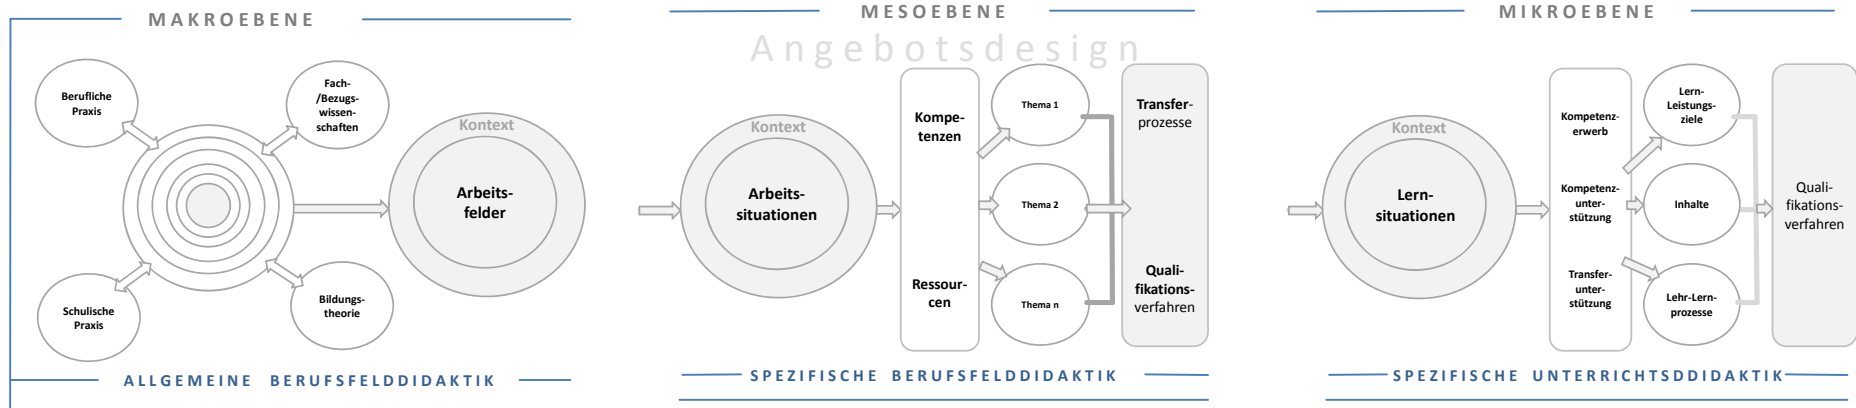 MAKROEBENE
Berufliche
Praxis
Fach-
/Bezugs-
wissen-
schaften
Kontext
Arbeits-
felder
Schulische
Praxis
Bildungs-
theorie
ALLGEMEINE BERUFSFELDDIDAKTIK
MESOEBENE
Angebotsdesign
Kontext
Arbeits-
situationen
Kompe-
tenzen
Ressour-
cen
Thema 1
Thema 2
Thema n
Transfer-
prozesse
Quali-
fikations-
verfahren
SPEZIFISCHE BERUFSFELDDIDAKTIK
MIKROEBENE
Kontext
Lern-
situationen
Kompetenz-
erwerb
Kompetenz-
unter-
stützung
Transfer-
unter-
stützung
Lern-
Leistungs-
ziele
Inhalte
Lehr-Lern-
prozesse
Quali-
fikations-
verfahren
SPEZIFISCHE UNTERRICHTSDDIDAKTIK